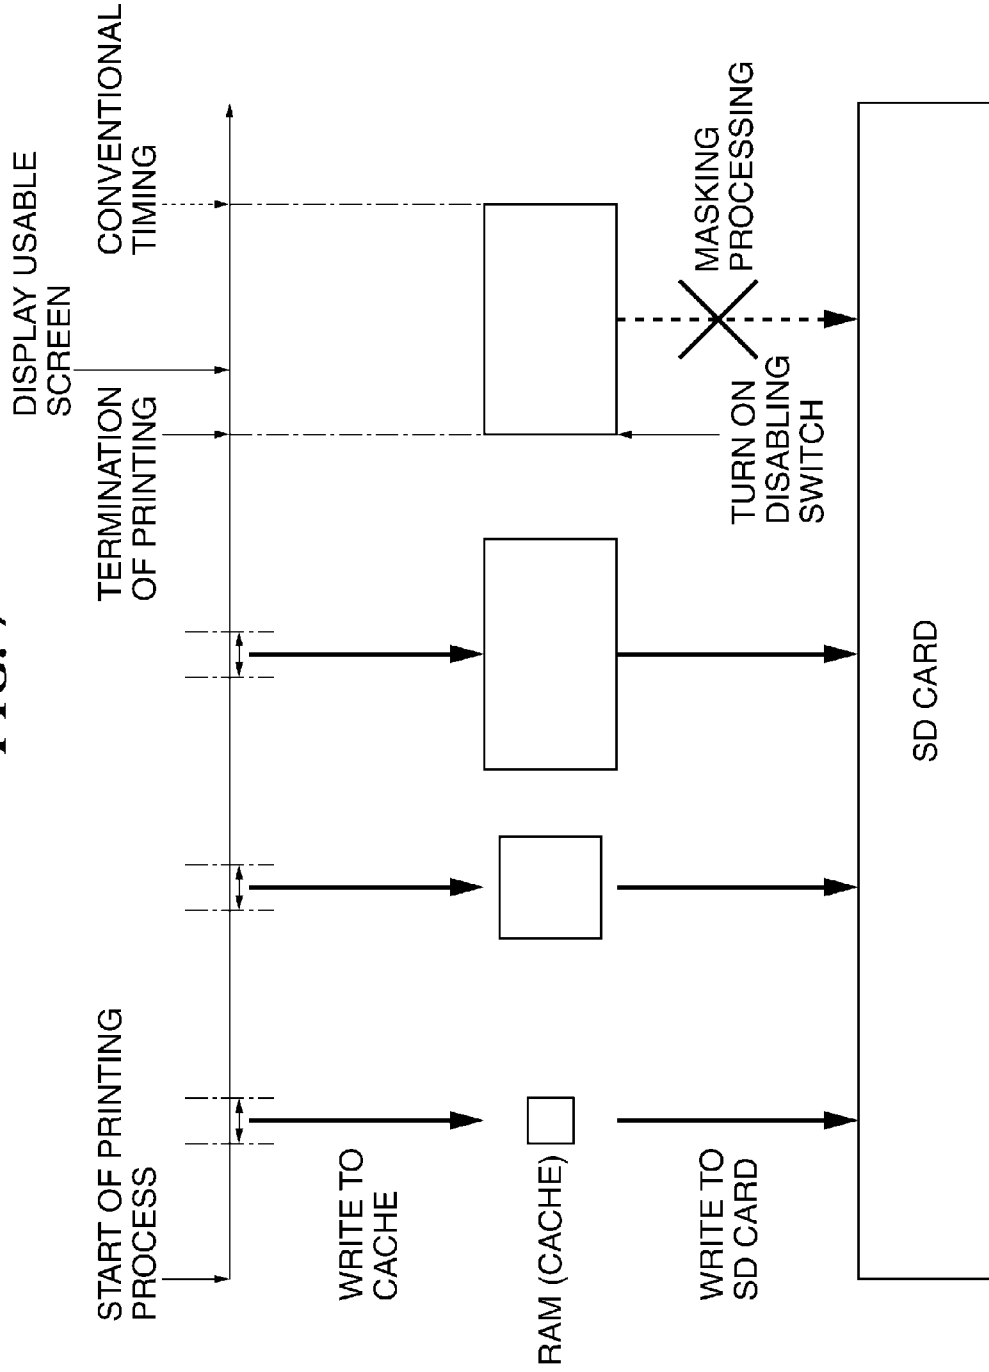 FIG.
DISPLAY USABLE
SCREEN
START OF PRINTING
PROCESS
TERMINATION
OF PRINTING
CONVENTIONAL
TIMING
WRITE TO
CACHE
RAM (CACHE)
WRITE TO
SD CARD
TURN ON
DISABLING
SWITCH
MASKING
PROCESSING
SD CARD